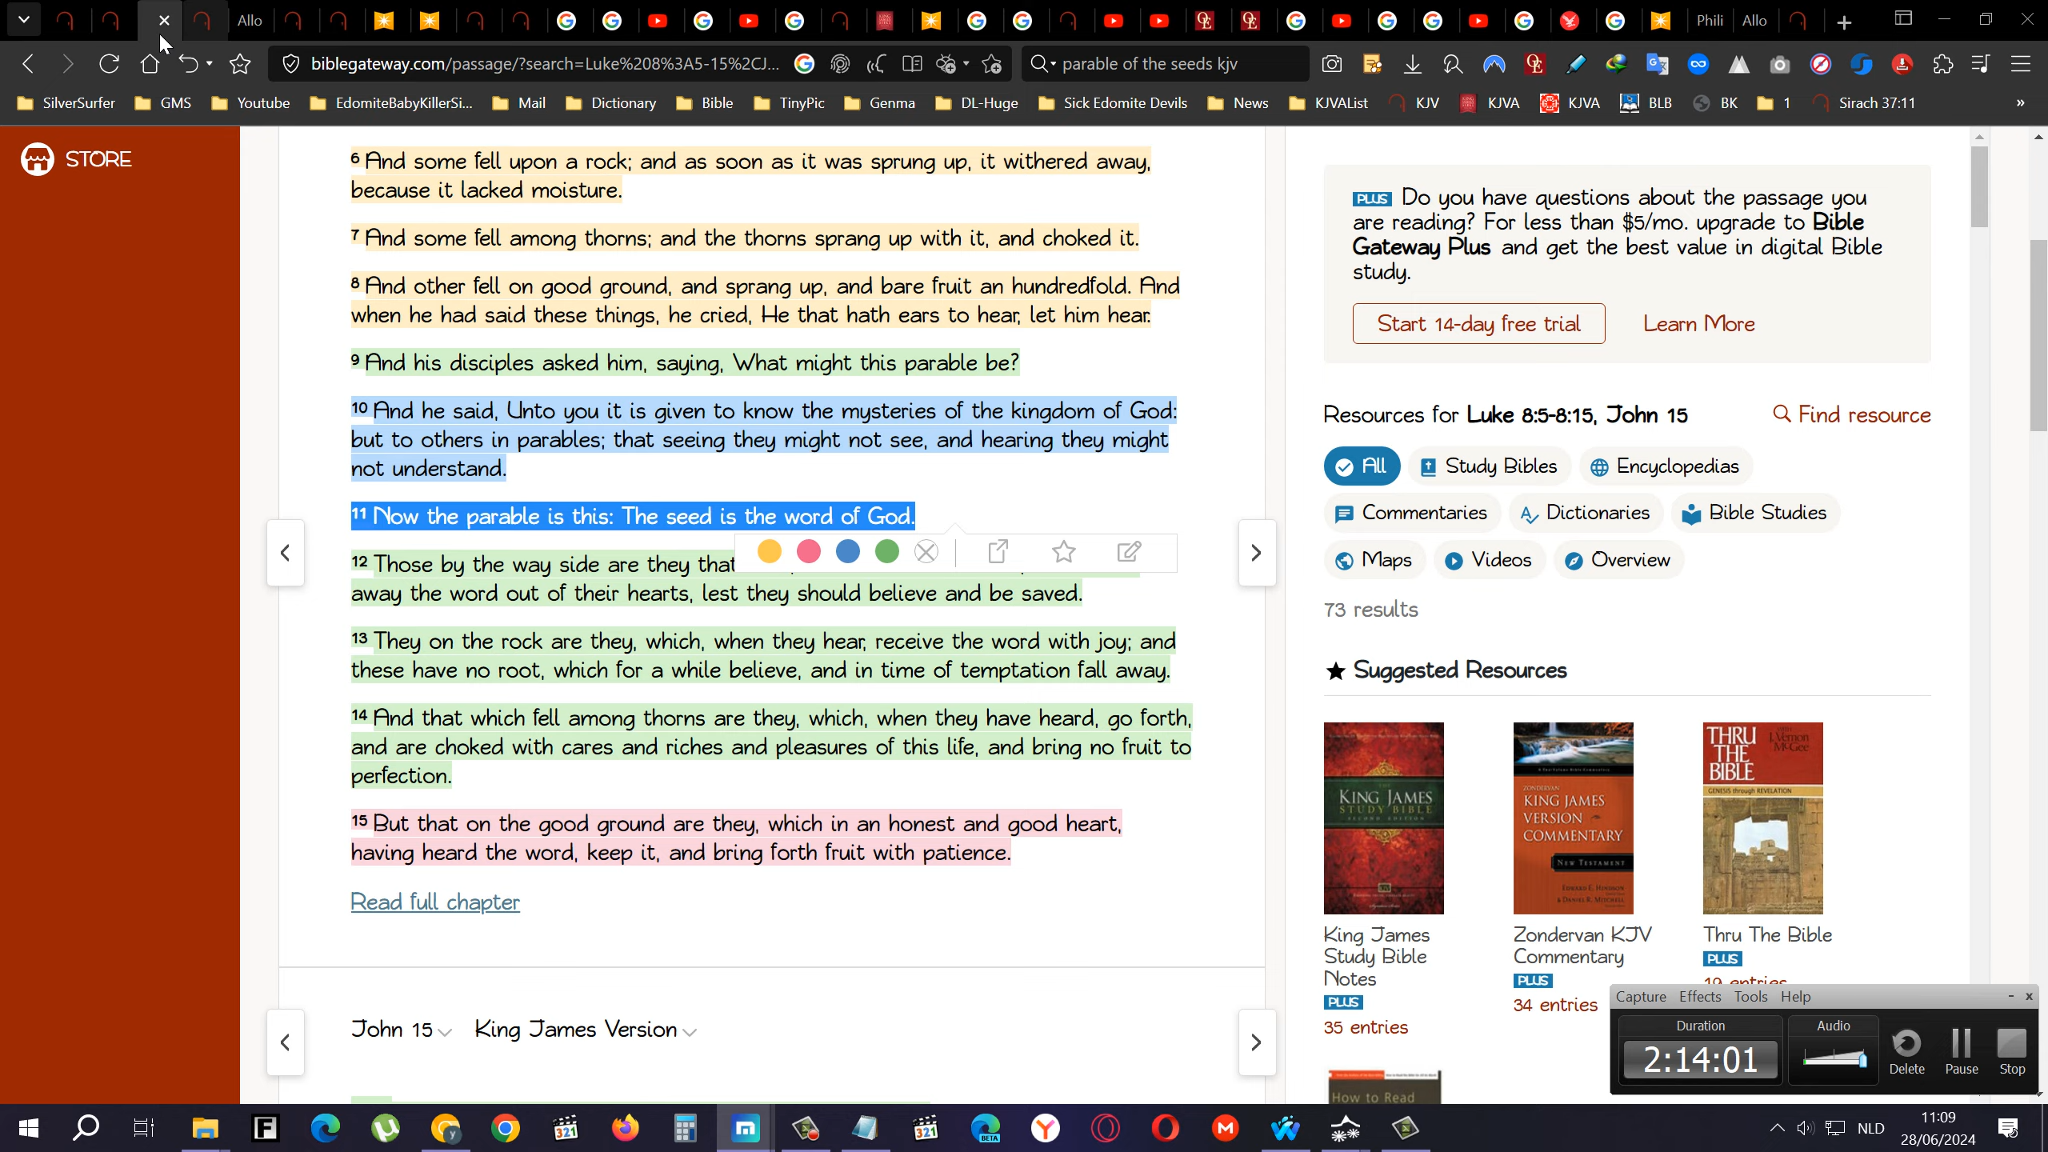 Allo
Phili
Allo
biblegateway.com/passage/?search=Luke%208%3A5-15%2CJ...
parable of the seeds kjv
SilverSurfer
GMS
Youtube
EdomiteBabyKillerSi...
Mail
Dictionary
Bible
TinyPic
Genma
DL-Huge
Sick Edomite Devils
News
KJVAList
KJV
KJVA
KJVA
BLB
BK
1
Sirach 37:11
»
STORE
6 And some fell upon a rock; and as soon as it was sprung up, it withered away,
because it lacked moisture.
7 And some fell among thorns; and the thorns sprang up with it, and choked it.
8 And other fell on good ground, and sprang up, and bare fruit an hundredfold. And
when he had said these things, he cried, He that hath ears to hear, let him hear.
9 And his disciples asked him, saying, What might this parable be?
10 And he said, Unto you it is given to know the mysteries of the kingdom of God:
but to others in parables; that seeing they might not see, and hearing they might
not understand.
11 Now the parable is this: The seed is the word of God.
12 Those by the way side are they that
away the word out of their hearts, lest they should believe and be saved.
13 They on the rock are they, which, when they hear, receive the word with joy; and
these have no root, which for a while believe, and in time of temptation fall away.
14 And that which fell among thorns are they, which, when they have heard, go forth,
and are choked with cares and riches and pleasures of this life, and bring no fruit to
perfection.
15 But that on the good ground are they, which in an honest and good heart,
having heard the word, keep it, and bring forth fruit with patience.
Read full chapter
John 15
King James Version
PLUS Do you have questions about the passage you
are reading? For less than $5/mo. upgrade to Bible
Gateway Plus and get the best value in digital Bible
study.
Start 14-day free trial
Learn More
Resources for Luke 8:5-8:15, John 15
Find resource
All
Study Bibles
Encyclopedias
Commentaries
Dictionaries
Bible Studies
Maps
Videos
Overview
73 results
Suggested Resources
KING JAMES
STUDY BIBLE
SECOND EDITION
ZONDERVAN
KING JAMES
VERSION
COMMENTARY
NEW TESTAMENT
THRU
THE
BIBLE
J. Vernon
McGee
GENESIS through REVELATION
King James
Study Bible
Notes
PLUS
35 entries
Zondervan KJV
Commentary
PLUS
34 entries
Thru The Bible
PLUS
19 entries
How to Read
Capture
Effects
Tools
Help
Duration
2:14:01
Audio
Delete
Pause
Stop
321
321
BETA
NLD
11:09
28/06/2024